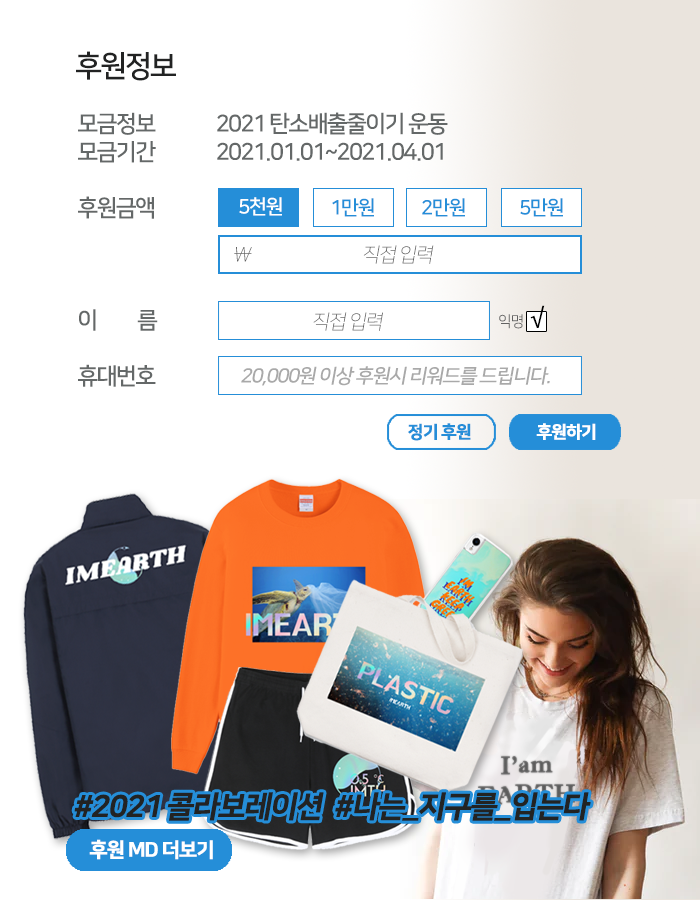 후원정보
모금정보 2021 탄소배출줄이기 운동
모금기간 2021.01.01~2021.04.01
후원금액 5천원 1만원 2만원 5만원
₩ 직접 입력
이 름 직접 입력 익명 √
휴대번호 20,000원 이상 후원시 리워드를 드립니다.
정기 후원 후원하기
IMEARTH
IMEAR
PLASTIC
IMEARTH
I'am
EARTH
0.5 °C
#2021 콜라보레이션 #나는_지구를_입는다
후원 MD 더보기